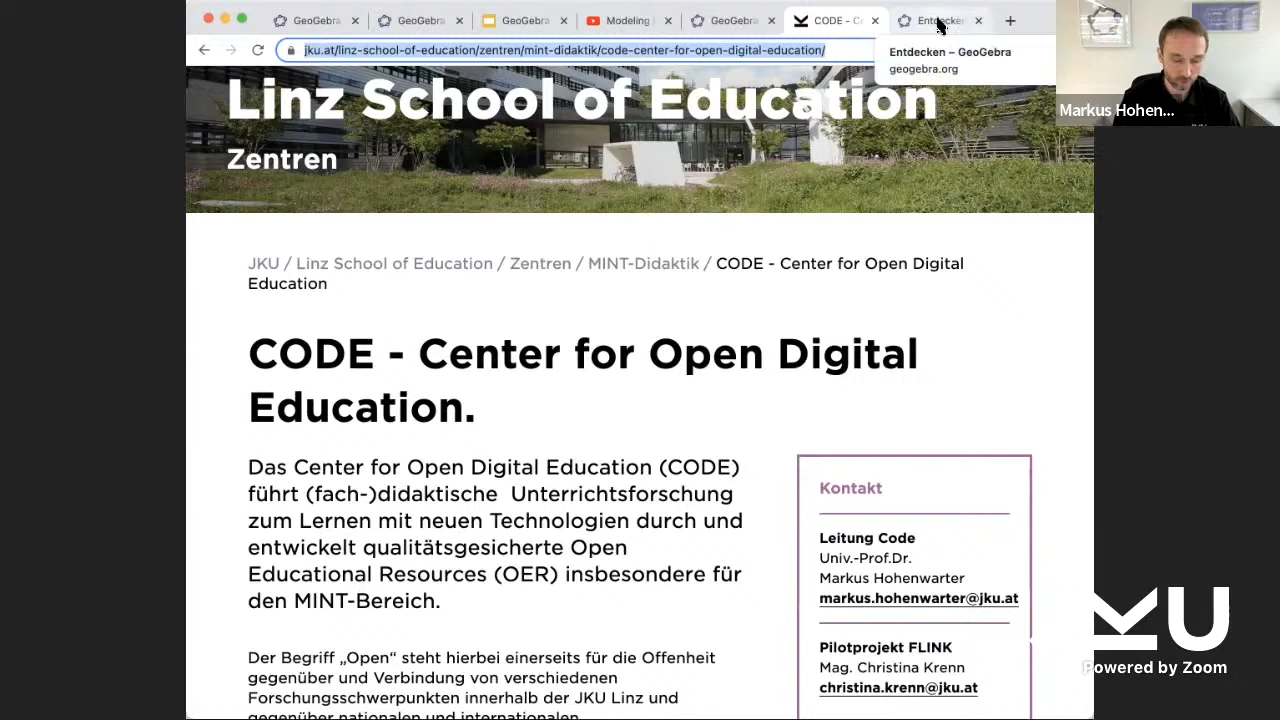 GeoGebra
GeoGebra
GeoGebra
Modeling
GeoGebra
CODE - Ce
Entdecken
jku.at/linz-school-of-education/zentren/mint-didaktik/code-center-for-open-digital-education/
Entdecken – GeoGebra
geogebra.org
Markus Hohen...
Linz School of Education
Zentren
JKU / Linz School of Education / Zentren / MINT-Didaktik / CODE - Center for Open Digital
Education
CODE - Center for Open Digital
Education.
Das Center for Open Digital Education (CODE)
führt (fach-)didaktische Unterrichtsforschung
zum Lernen mit neuen Technologien durch und
entwickelt qualitätsgesicherte Open
Educational Resources (OER) insbesondere für
den MINT-Bereich.
Der Begriff „Open“ steht hierbei einerseits für die Offenheit
gegenüber und Verbindung von verschiedenen
Forschungsschwerpunkten innerhalb der JKU Linz und
gegenüber nationalen und internationalen
Kontakt
Leitung Code
Univ.-Prof.Dr.
Markus Hohenwarter
markus.hohenwarter@jku.at
Pilotprojekt FLINK
Mag. Christina Krenn
christina.krenn@jku.at
JKU
Powered by Zoom